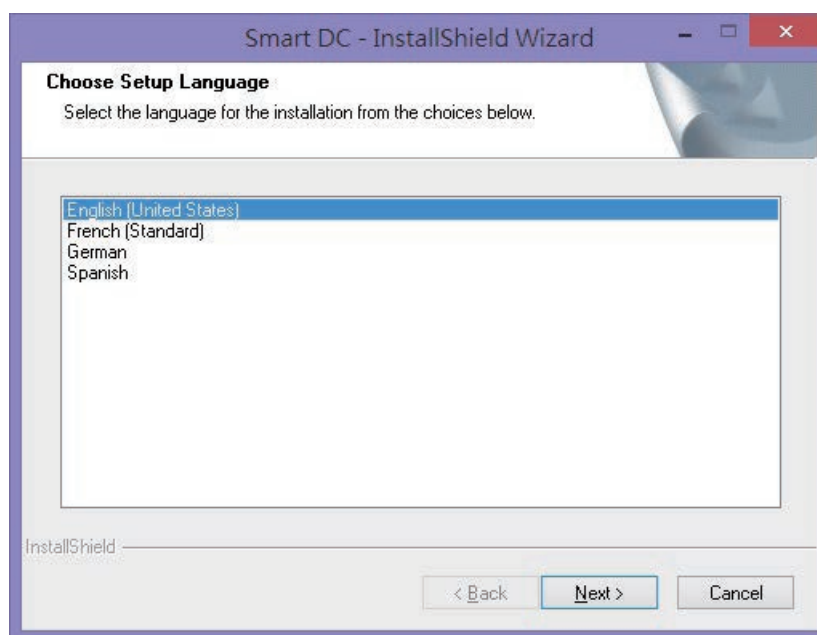 Smart DC - InstallShield Wizard
Choose Setup Language
Select the language for the installation from the choices below.
English (United States)
French (Standard)
German
Spanish
InstallShield
< Back
Next >
Cancel